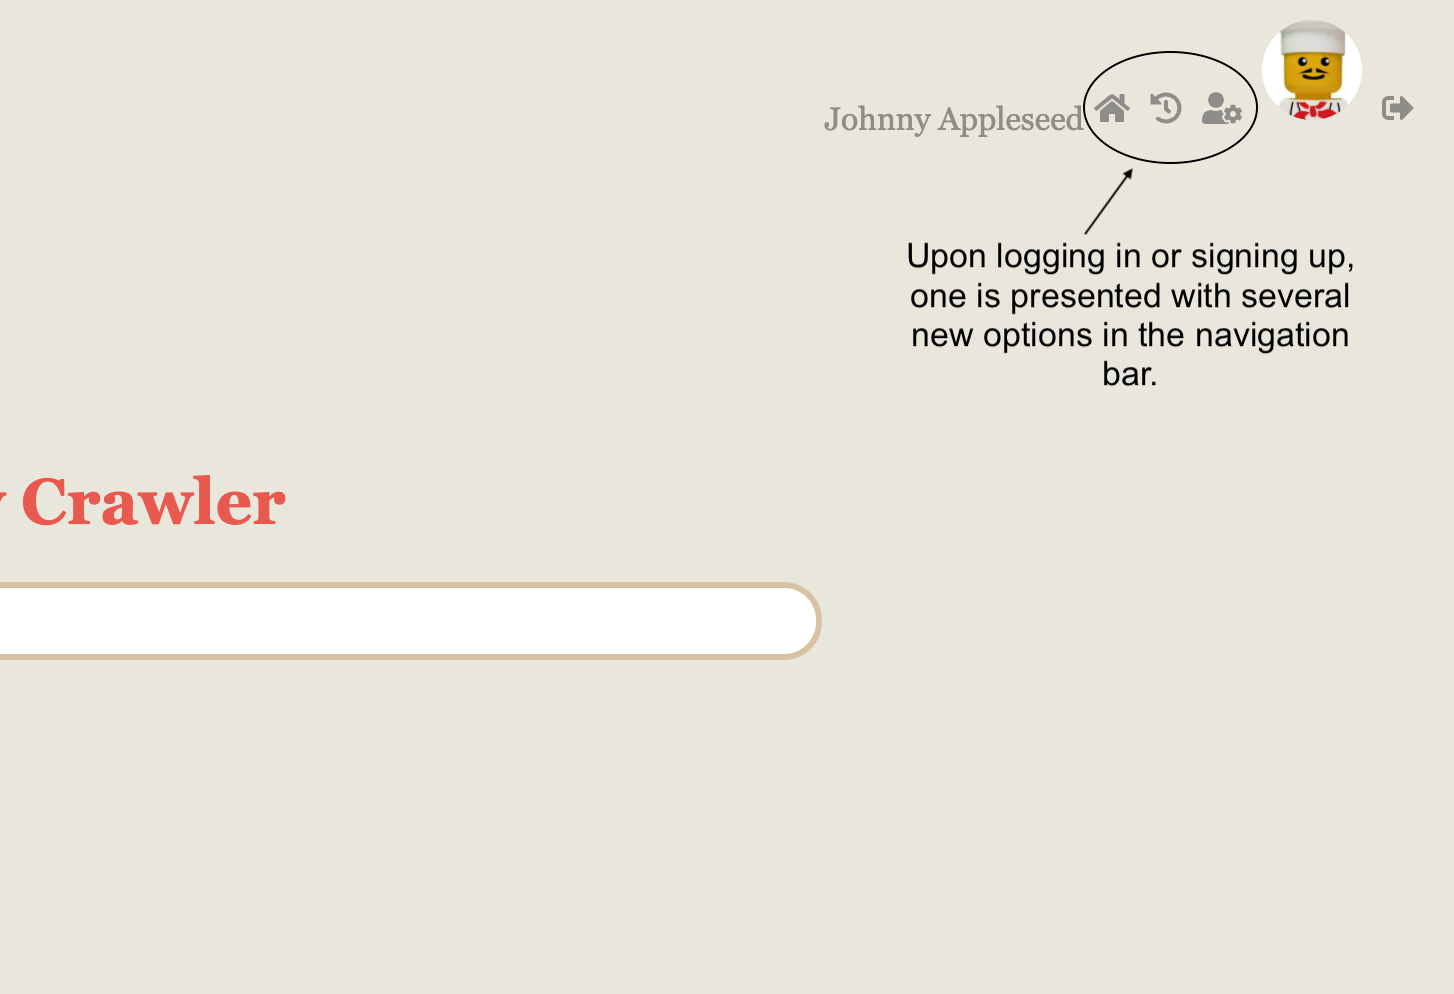 Johnny Appleseed
Upon logging in or signing up,
one is presented with several
new options in the navigation
bar.
Crawler